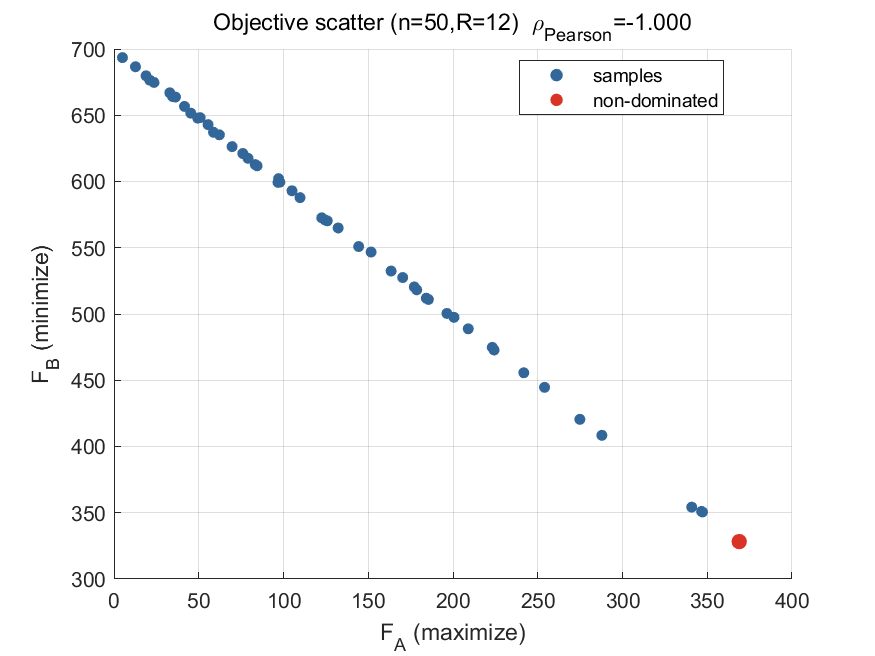 Objective scatter (n=50,R=12) ρPearson=-1.000
samples
non-dominated
700
650
600
550
500
450
400
350
300
0 50 100 150 200 250 300 350 400
FB (minimize)
FA (maximize)